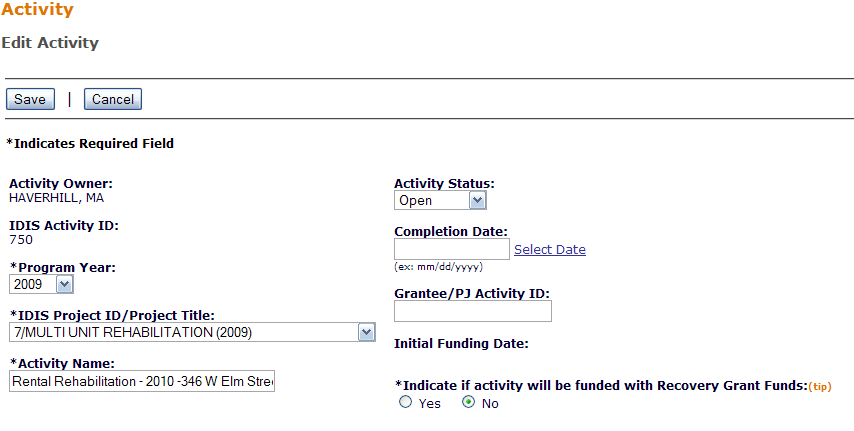 Activity
Edit Activity
Save | Cancel
*Indicates Required Field
Activity Owner:
HAVERHILL, MA
IDIS Activity ID:
750
*Program Year:
2009
*IDIS Project ID/Project Title:
7/MULTI UNIT REHABILITATION (2009)
*Activity Name:
Rental Rehabilitation - 2010 -346 W Elm Stree
Activity Status:
Open
Completion Date:
Select Date
(ex: mm/dd/yyyy)
Grantee/PJ Activity ID:
Initial Funding Date:
*Indicate if activity will be funded with Recovery Grant Funds:(tip)
Yes No